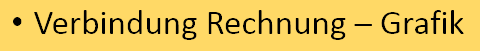 • Verbindung Rechnung – Grafik